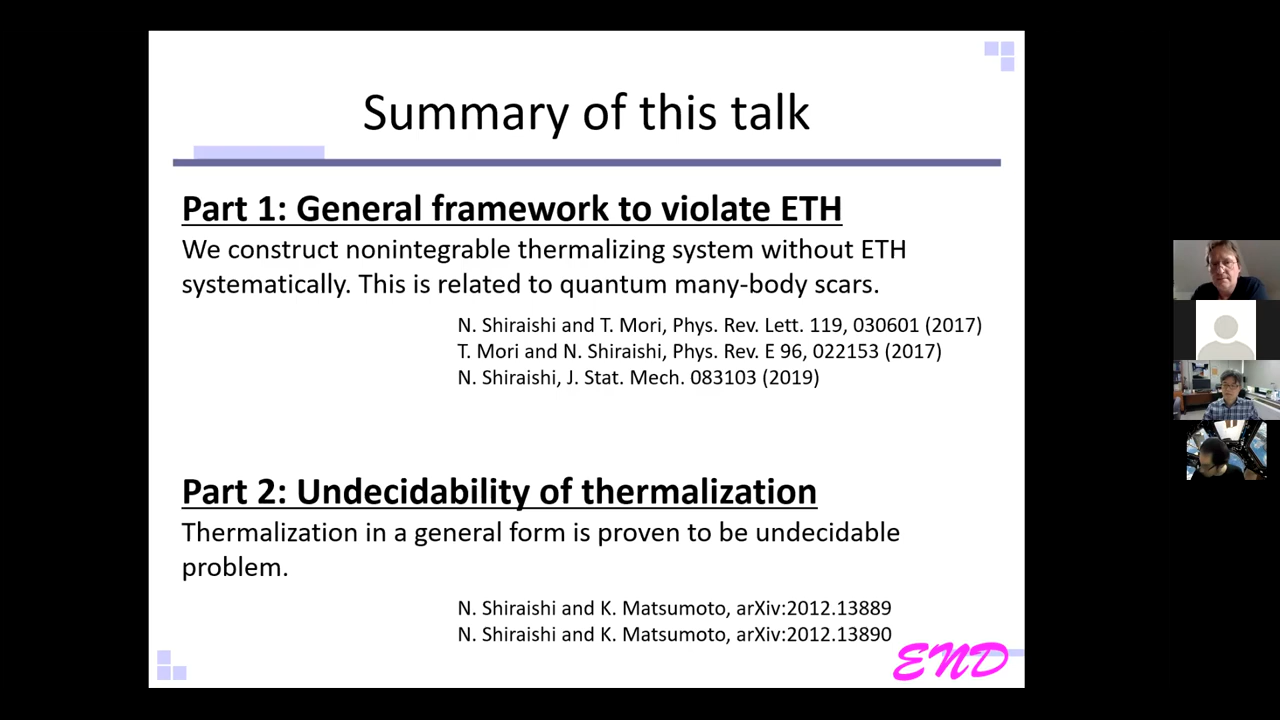 Summary of this talk
Part 1: General framework to violate ETH
We construct nonintegrable thermalizing system without ETH
systematically. This is related to quantum many-body scars.
N. Shiraishi and T. Mori, Phys. Rev. Lett. 119, 030601 (2017)
T. Mori and N. Shiraishi, Phys. Rev. E 96, 022153 (2017)
N. Shiraishi, J. Stat. Mech. 083103 (2019)
Part 2: Undecidability of thermalization
Thermalization in a general form is proven to be undecidable
problem.
N. Shiraishi and K. Matsumoto, arXiv:2012.13889
N. Shiraishi and K. Matsumoto, arXiv:2012.13890
END